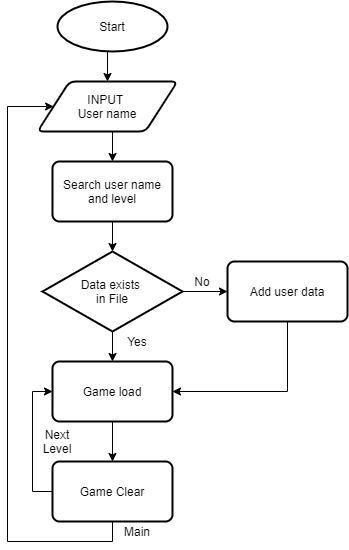 Start
INPUT
User name
Search user name
and level
Data exists
in File
No
Add user data
Yes
Game load
Next
Level
Game Clear
Main